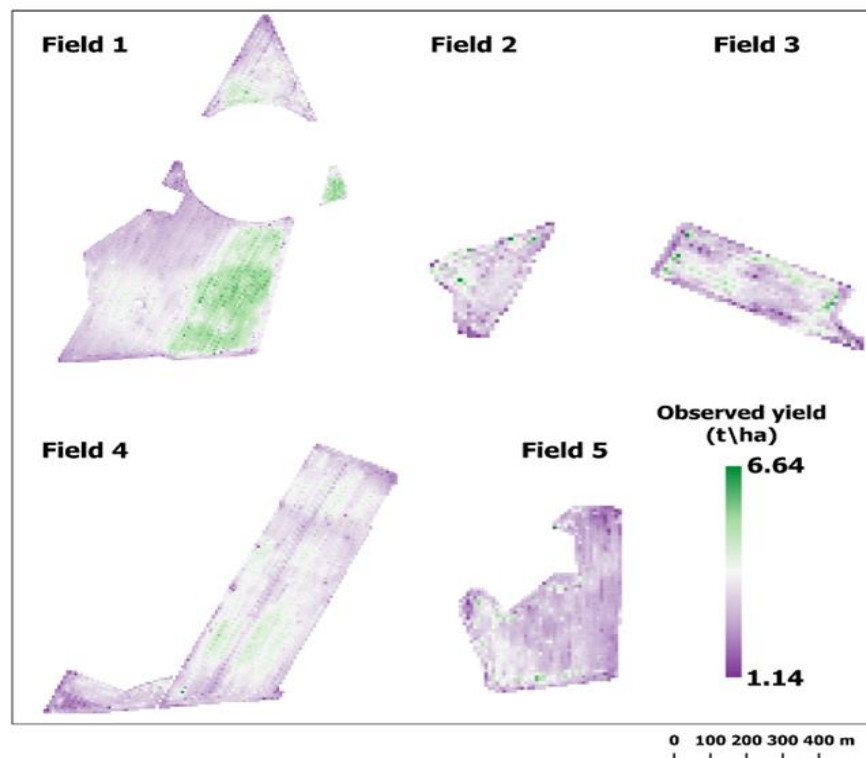 Field 1
Field 2
Field 3
Field 4
Field 5
Observed yield
(t\ha)
6.64
1.14
0 100 200 300 400 m